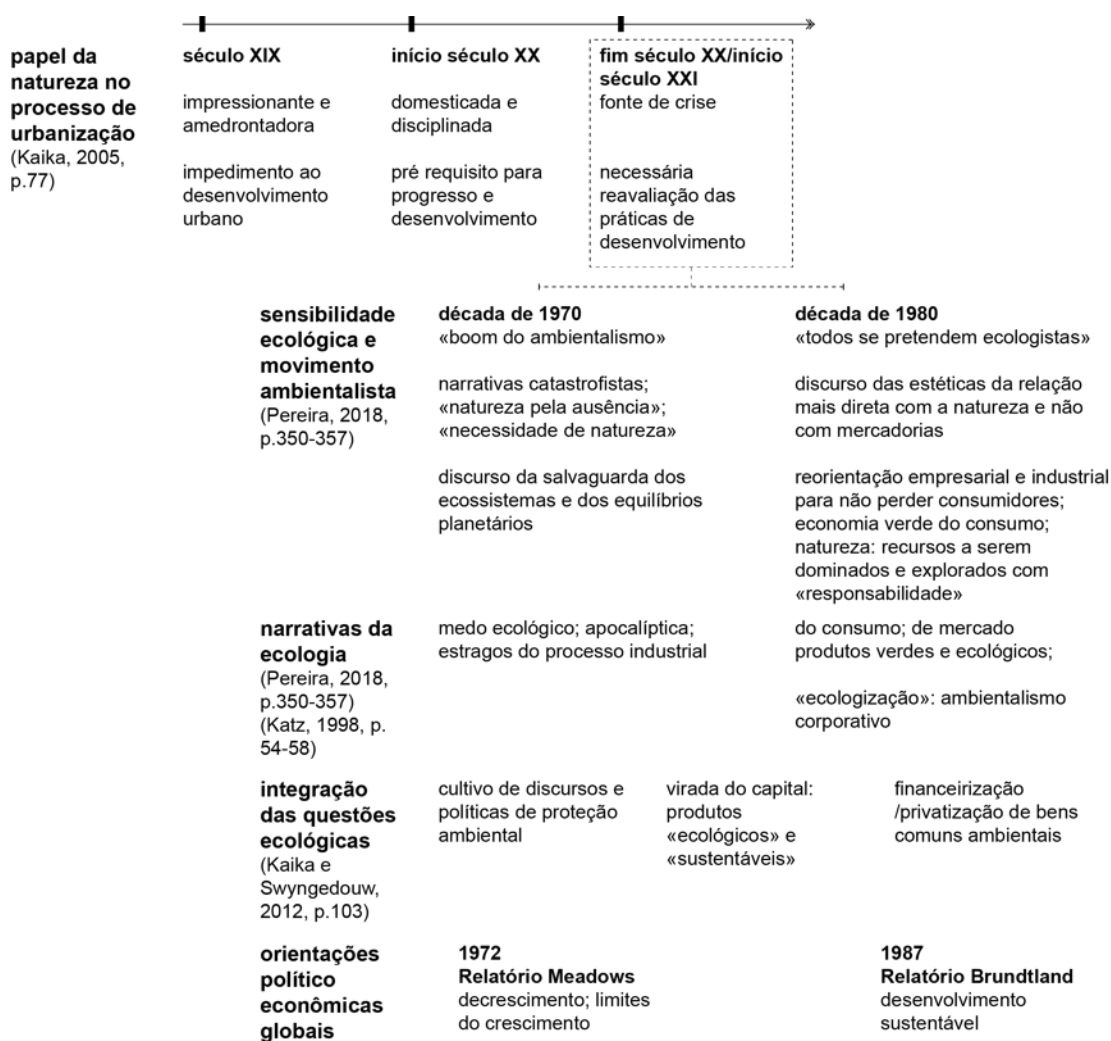 papel da
natureza no
processo de
urbanização
(Kaika, 2005,
p.77)
século XIX
impressionante e
amedrontadora
impedimento ao
desenvolvimento
urbano
início século XX
domesticada e
disciplinada
pré requisito para
progresso e
desenvolvimento
fim século XX/início
século XXI
fonte de crise
necessária
reavaliação das
práticas de
desenvolvimento
sensibilidade
ecológica e
movimento
ambientalista
(Pereira, 2018,
p.350-357)
década de 1970
«boom do ambientalismo»
narrativas catastrofistas;
«natureza pela ausência»;
«necessidade de natureza»
discurso da salvaguarda dos
ecossistemas e dos equilíbrios
planetários
década de 1980
«todos se pretendem ecologistas»
discurso das estéticas da relação
mais direta com a natureza e não
com mercadorias
reorientação empresarial e industrial
para não perder consumidores;
economia verde do consumo;
natureza: recursos a serem
dominados e explorados com
«responsabilidade»
narrativas da
ecologia
(Pereira, 2018,
p.350-357)
(Katz, 1998, p.
54-58)
medo ecológico; apocalíptica;
estragos do processo industrial
do consumo; de mercado
produtos verdes e ecológicos;
«ecologização»: ambientalismo
corporativo
integração
das questões
ecológicas
(Kaika e
Swyngedouw,
2012, p.103)
cultivo de discursos e
políticas de proteção
ambiental
virada do capital:
produtos
«ecológicos» e
«sustentáveis»
financeirização
/privatização de bens
comuns ambientais
orientações
político
econômicas
globais
1972
Relatório Meadows
decrescimento; limites
do crescimento
1987
Relatório Brundtland
desenvolvimento
sustentável